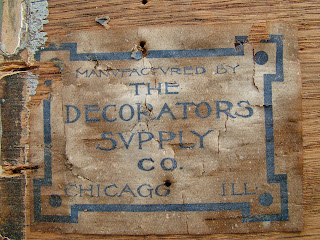 MANUFACTURED BY
THE
DECORATORS
SVPPLY
CO.
CHICAGO ILL.